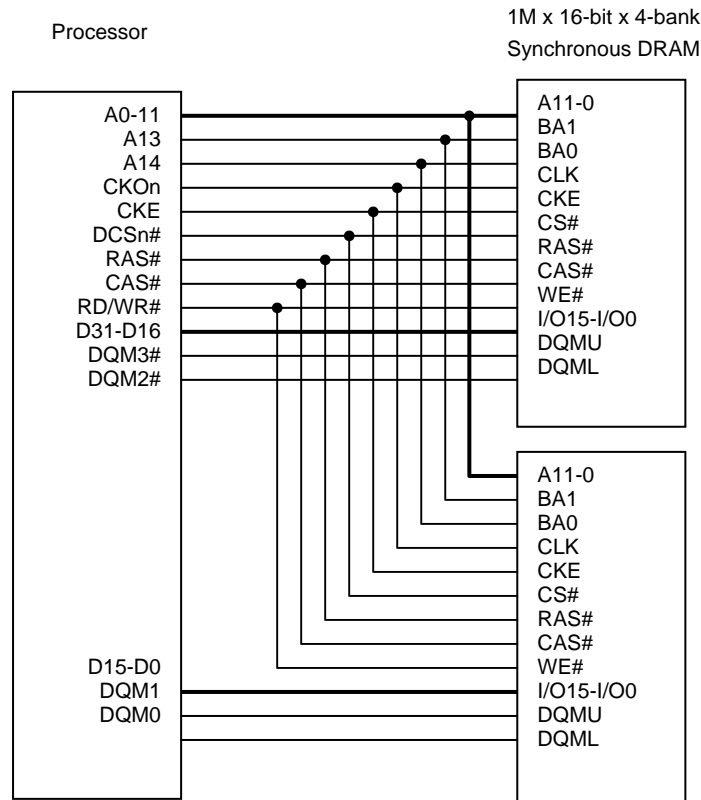 Processor
1M x 16-bit x 4-bank
Synchronous DRAM
A0-11
A13
A14
CKOn
CKE
DCSn#
RAS#
CAS#
RD/WR#
D31-D16
DQM3#
DQM2#
D15-D0
DQM1
DQM0
A11-0
BA1
BA0
CLK
CKE
CS#
RAS#
CAS#
WE#
I/O15-I/O0
DQMU
DQML
A11-0
BA1
BA0
CLK
CKE
CS#
RAS#
CAS#
WE#
I/O15-I/O0
DQMU
DQML